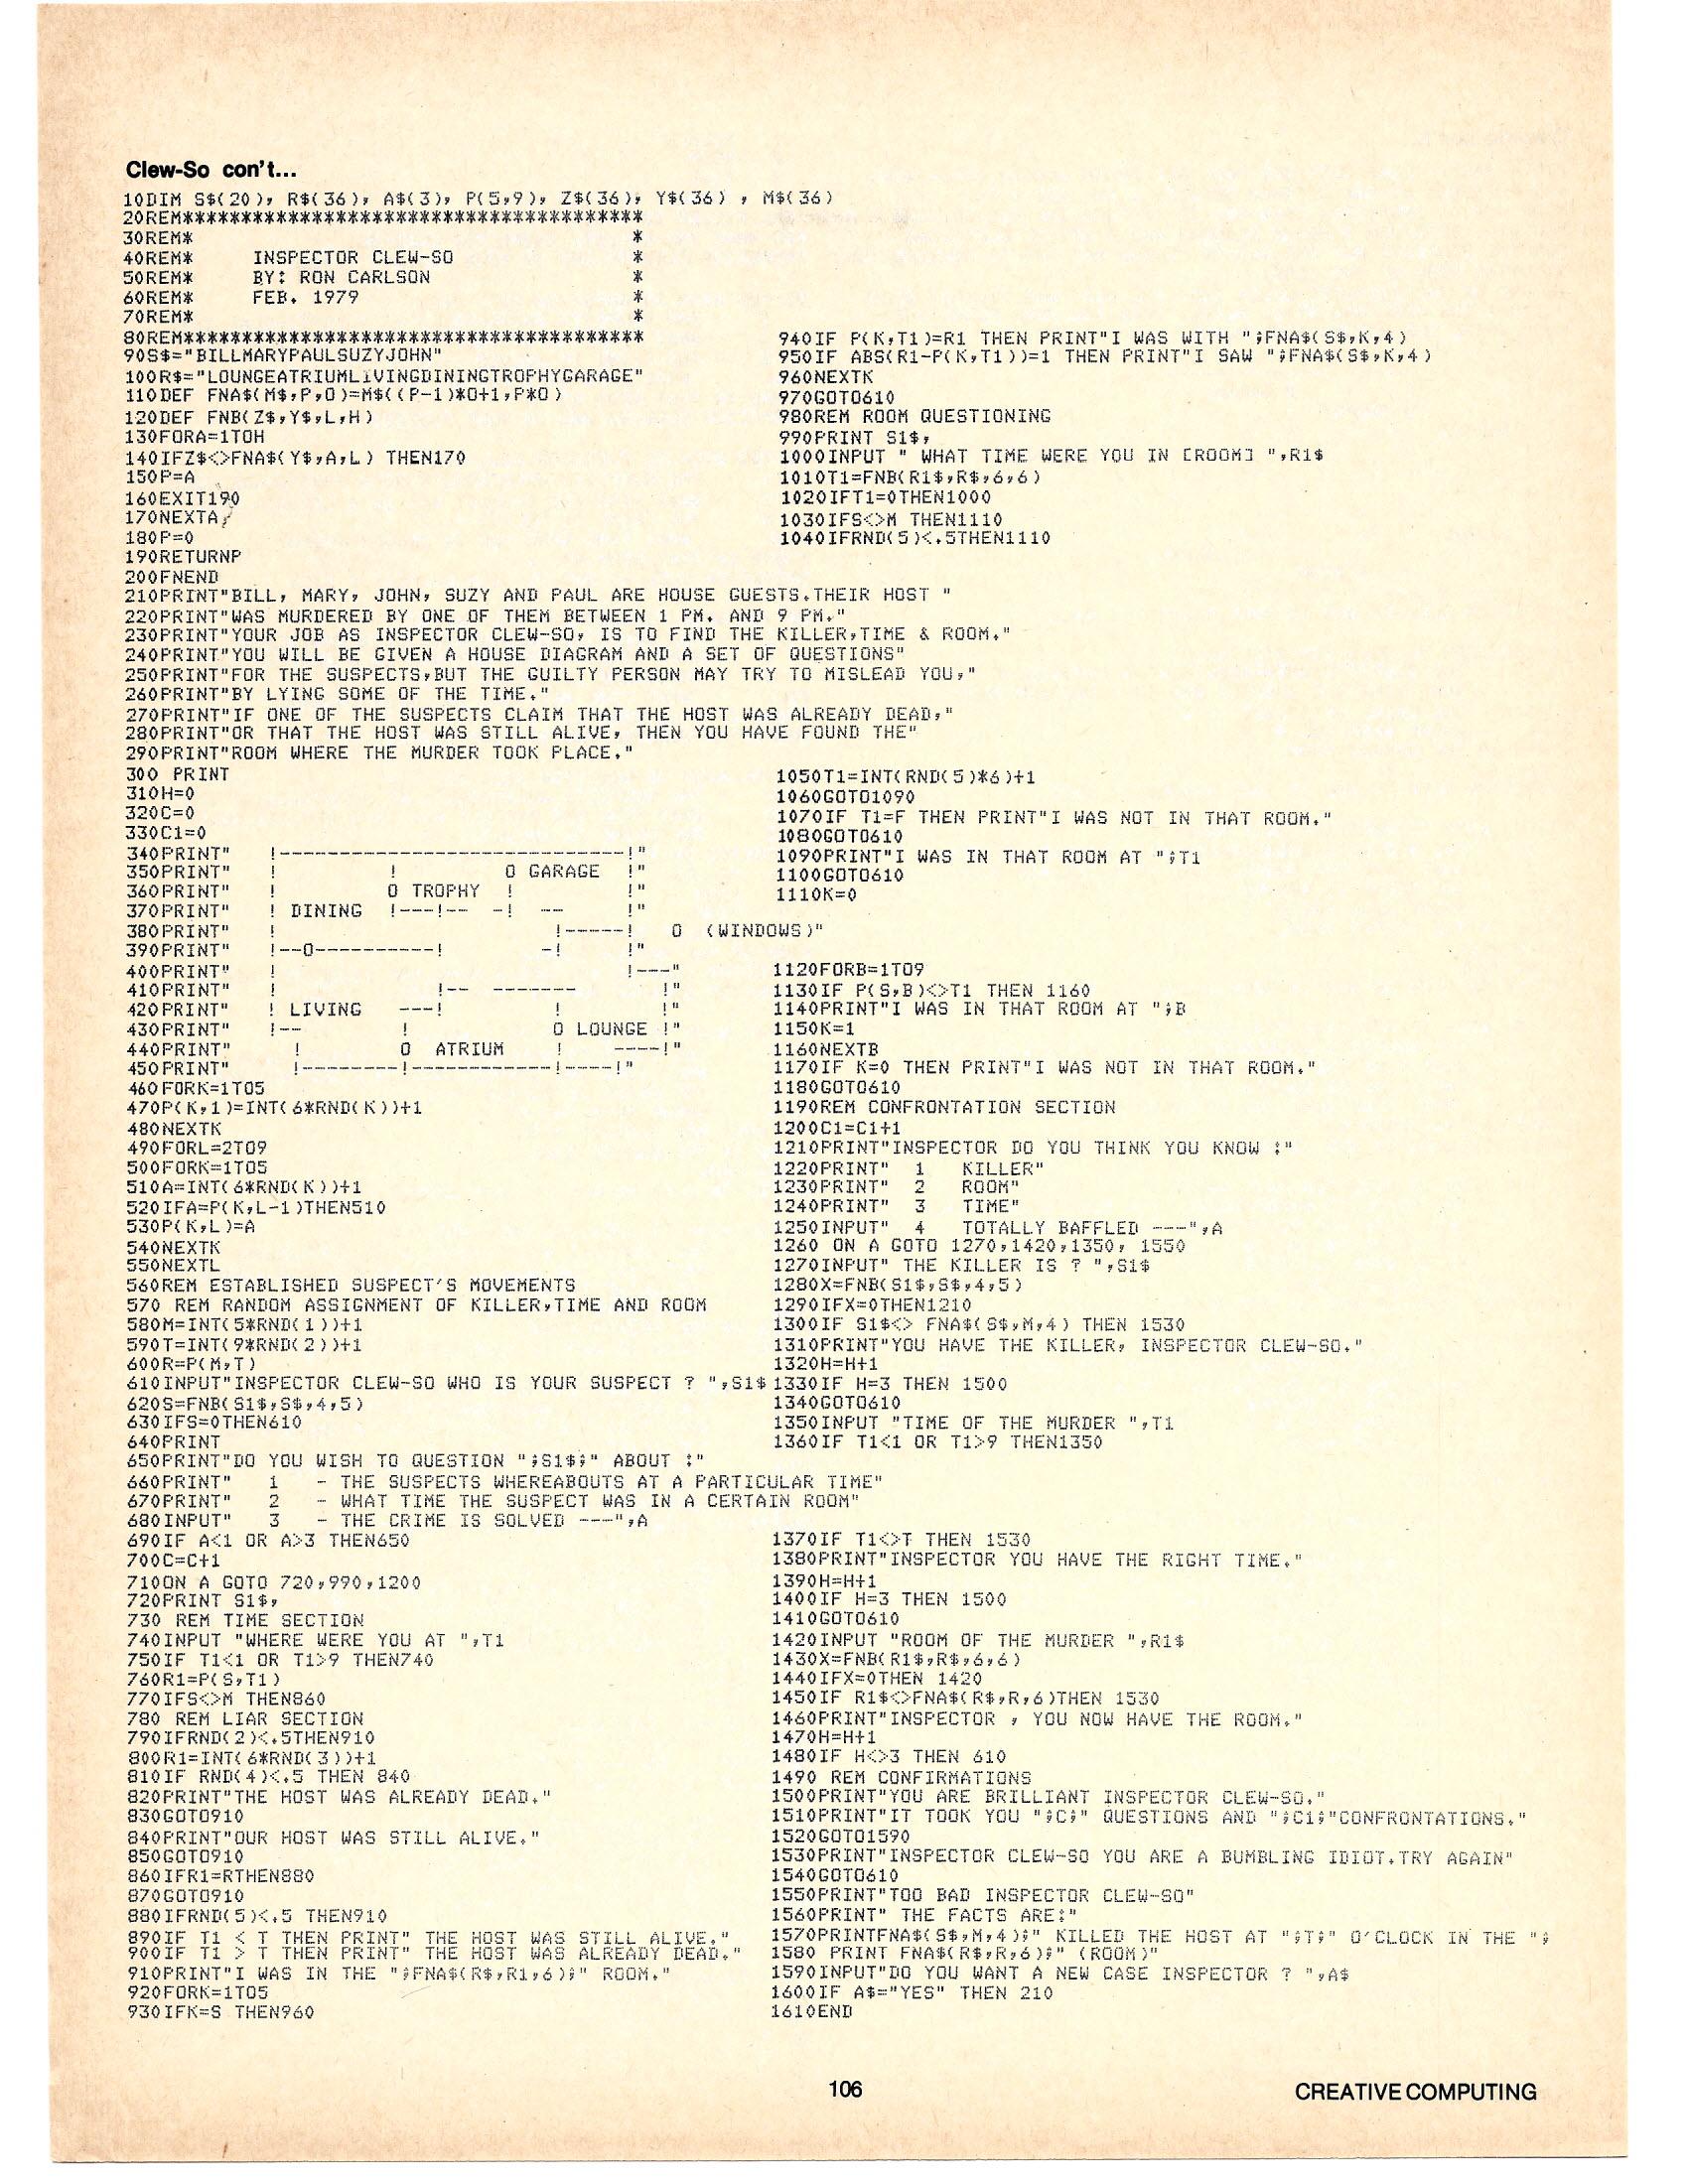 Clew-So con't...
10DIM S$(20), R$(36), A$(3), P(5,9), Z$(36), Y$(36) , M$(36)
20REM***************************************
30REM*                                      *
40REM*     INSPECTOR CLEW-SO                *
50REM*     BY: RON CARLSON                  *
60REM*     FEB. 1979                        *
70REM*                                      *
80REM***************************************
90S$="BILLMARYPAULSUZYJOHN"
100R$="LOUNGEATRIUMLIVINGDININGTROPHYGARAGE"
110DEF FNA$(M$,P,O)=M$((P-1)*O+1,P*O)
120DEF FNB(Z$,Y$,L,H)
130FORA=1TOH
140IFZ$<>FNA$(Y$,A,L) THEN170
150P=A
160EXIT190
170NEXTA
180P=0
190RETURNP
200FNEND
210PRINT"BILL, MARY, JOHN, SUZY AND PAUL ARE HOUSE GUESTS.THEIR HOST "
220PRINT"WAS MURDERED BY ONE OF THEM BETWEEN 1 PM. AND 9 PM."
230PRINT"YOUR JOB AS INSPECTOR CLEW-SO, IS TO FIND THE KILLER,TIME & ROOM."
240PRINT"YOU WILL BE GIVEN A HOUSE DIAGRAM AND A SET OF QUESTIONS"
250PRINT"FOR THE SUSPECTS,BUT THE GUILTY PERSON MAY TRY TO MISLEAD YOU,"
260PRINT"BY LYING SOME OF THE TIME."
270PRINT"IF ONE OF THE SUSPECTS CLAIM THAT THE HOST WAS ALREADY DEAD,"
280PRINT"OR THAT THE HOST WAS STILL ALIVE, THEN YOU HAVE FOUND THE"
290PRINT"ROOM WHERE THE MURDER TOOK PLACE."
300 PRINT
310H=0
320C=0
330C1=0
340PRINT"   !-----------------------------!"
350PRINT"   !         !         O GARAGE  !"
360PRINT"   !         O TROPHY  !         !"
370PRINT"   ! DINING  !---!-- -!  --     !"
380PRINT"   !                       !-----!   O  (WINDOWS)"
390PRINT"   !--O----------!        -!     !"
400PRINT"   !                             !---"
410PRINT"   !             !-- -------       !"
420PRINT"   ! LIVING   ---!         !        !"
430PRINT"   !--        !            O LOUNGE !"
440PRINT"     !        O  ATRIUM    !    ----!"
450PRINT"     !--------!------------!----!"
460FORK=1TO5
470P(K,1)=INT(6*RND(K))+1
480NEXTK
490FORL=2TO9
500FORK=1TO5
510A=INT(6*RND(K))+1
520IFA=P(K,L-1)THEN510
530P(K,L)=A
540NEXTK
550NEXTL
560REM ESTABLISHED SUSPECT'S MOVEMENTS
570 REM RANDOM ASSIGNMENT OF KILLER,TIME AND ROOM
580M=INT(5*RND(1))+1
590T=INT(9*RND(2))+1
600R=P(M,T)
610INPUT"INSPECTOR CLEW-SO WHO IS YOUR SUSPECT ? ",S1$
620S=FNB(S1$,S$,4,5)
630IFS=0THEN610
640PRINT
650PRINT"DO YOU WISH TO QUESTION ";S1$;" ABOUT :"
660PRINT"   1   - THE SUSPECTS WHEREABOUTS AT A PARTICULAR TIME"
670PRINT"   2   - WHAT TIME THE SUSPECT WAS IN A CERTAIN ROOM"
680INPUT"   3   - THE CRIME IS SOLVED ---",A
690IF A<1 OR A>3 THEN650
700C=C+1
710ON A GOTO 720,990,1200
720PRINT S1$,
730 REM TIME SECTION
740INPUT "WHERE WERE YOU AT ",T1
750IF T1<1 OR T1>9 THEN740
760R1=P(S,T1)
770IFS<>M THEN860
780 REM LIAR SECTION
790IFRND(2)<.5THEN910
800R1=INT(6*RND(3))+1
810IF RND(4)<.5 THEN 840
820PRINT"THE HOST WAS ALREADY DEAD."
830GOTO910
840PRINT"OUR HOST WAS STILL ALIVE."
850GOTO910
860IFR1=RTHEN880
870GOTO910
880IFRND(5)<.5 THEN910
890IF T1 < T THEN PRINT" THE HOST WAS STILL ALIVE."
900IF T1 > T THEN PRINT" THE HOST WAS ALREADY DEAD."
910PRINT"I WAS IN THE ";FNA$(R$,R1,6);" ROOM."
920FORK=1TO5
930IFK=S THEN960
940IF P(K,T1)=R1 THEN PRINT"I WAS WITH ";FNA$(S$,K,4)
950IF ABS(R1-P(K,T1))=1 THEN PRINT"I SAW ";FNA$(S$,K,4)
960NEXTK
970GOTO610
980REM ROOM QUESTIONING
990PRINT S1$,
1000INPUT " WHAT TIME WERE YOU IN [ROOM] ",R1$
1010T1=FNB(R1$,R$,6,6)
1020IFT1=0THEN1000
1030IFS<>M THEN1110
1040IFRND(5)<.5THEN1110
1050T1=INT(RND(5)*6)+1
1060GOTO1090
1070IF T1=F THEN PRINT"I WAS NOT IN THAT ROOM."
1080GOTO610
1090PRINT"I WAS IN THAT ROOM AT ";T1
1100GOTO610
1110K=0
1120FORB=1TO9
1130IF P(S,B)<>T1 THEN 1160
1140PRINT"I WAS IN THAT ROOM AT ";B
1150K=1
1160NEXTB
1170IF K=0 THEN PRINT"I WAS NOT IN THAT ROOM."
1180GOTO610
1190REM CONFRONTATION SECTION
1200C1=C1+1
1210PRINT"INSPECTOR DO YOU THINK YOU KNOW :"
1220PRINT"  1   KILLER"
1230PRINT"  2   ROOM"
1240PRINT"  3   TIME"
1250INPUT"  4   TOTALLY BAFFLED ---",A
1260 ON A GOTO 1270,1420,1350, 1550
1270INPUT" THE KILLER IS ? ",S1$
1280X=FNB(S1$,S$,4,5)
1290IFX=0THEN1210
1300IF S1$<> FNA$(S$,M,4) THEN 1530
1310PRINT"YOU HAVE THE KILLER, INSPECTOR CLEW-SO."
1320H=H+1
1330IF H=3 THEN 1500
1340GOTO610
1350INPUT "TIME OF THE MURDER ",T1
1360IF T1<1 OR T1>9 THEN1350
1370IF T1<>T THEN 1530
1380PRINT"INSPECTOR YOU HAVE THE RIGHT TIME."
1390H=H+1
1400IF H=3 THEN 1500
1410GOTO610
1420INPUT "ROOM OF THE MURDER ",R1$
1430X=FNB(R1$,R$,6,6)
1440IFX=0THEN 1420
1450IF R1$<>FNA$(R$,R,6)THEN 1530
1460PRINT"INSPECTOR , YOU NOW HAVE THE ROOM."
1470H=H+1
1480IF H<>3 THEN 610
1490 REM CONFIRMATIONS
1500PRINT"YOU ARE BRILLIANT INSPECTOR CLEW-SO."
1510PRINT"IT TOOK YOU ";C;" QUESTIONS AND ";C1;"CONFRONTATIONS."
1520GOTO1590
1530PRINT"INSPECTOR CLEW-SO YOU ARE A BUMBLING IDIOT.TRY AGAIN"
1540GOTO610
1550PRINT"TOO BAD INSPECTOR CLEW-SO"
1560PRINT" THE FACTS ARE:"
1570PRINTFNA$(S$,M,4);" KILLED THE HOST AT ";T;" O'CLOCK IN THE ";
1580 PRINT FNA$(R$,R,6);" (ROOM)"
1590INPUT"DO YOU WANT A NEW CASE INSPECTOR ? ",A$
1600IF A$="YES" THEN 210
1610END
106
CREATIVE COMPUTING